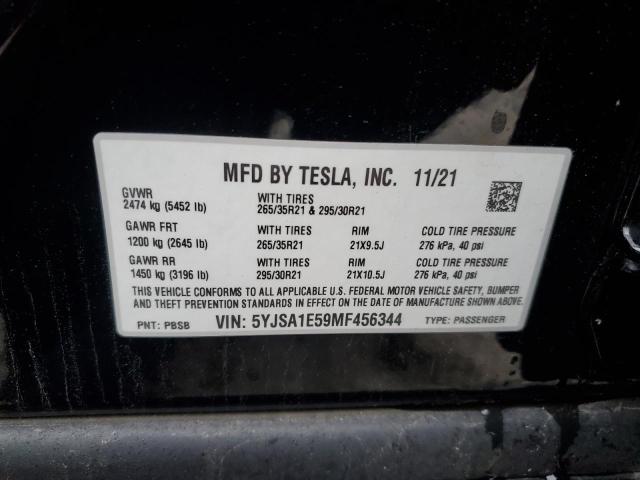 MFD BY TESLA, INC. 11/21
GVWR WITH TIRES
2474 kg (5452 lb) 265/35R21 & 295/30R21
GAWR FRT WITH TIRES RIM COLD TIRE PRESSURE
1200 kg (2645 lb) 265/35R21 21X9.5J 276 kPa, 40 psi
GAWR RR WITH TIRES RIM COLD TIRE PRESSURE
1450 kg (3196 lb) 295/30R21 21X10.5J 276 kPa, 40 psi
THIS VEHICLE CONFORMS TO ALL APPLICABLE U.S. FEDERAL MOTOR VEHICLE SAFETY, BUMPER
AND THEFT PREVENTION STANDARDS IN EFFECT ON THE DATE OF MANUFACTURE SHOWN ABOVE.
PNT: PBSB VIN: 5YJSA1E59MF456344 TYPE: PASSENGER